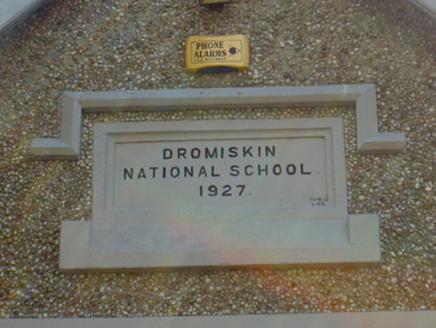 PHONE
ALARMS
DROMISKIN
NATIONAL SCHOOL.
1927.